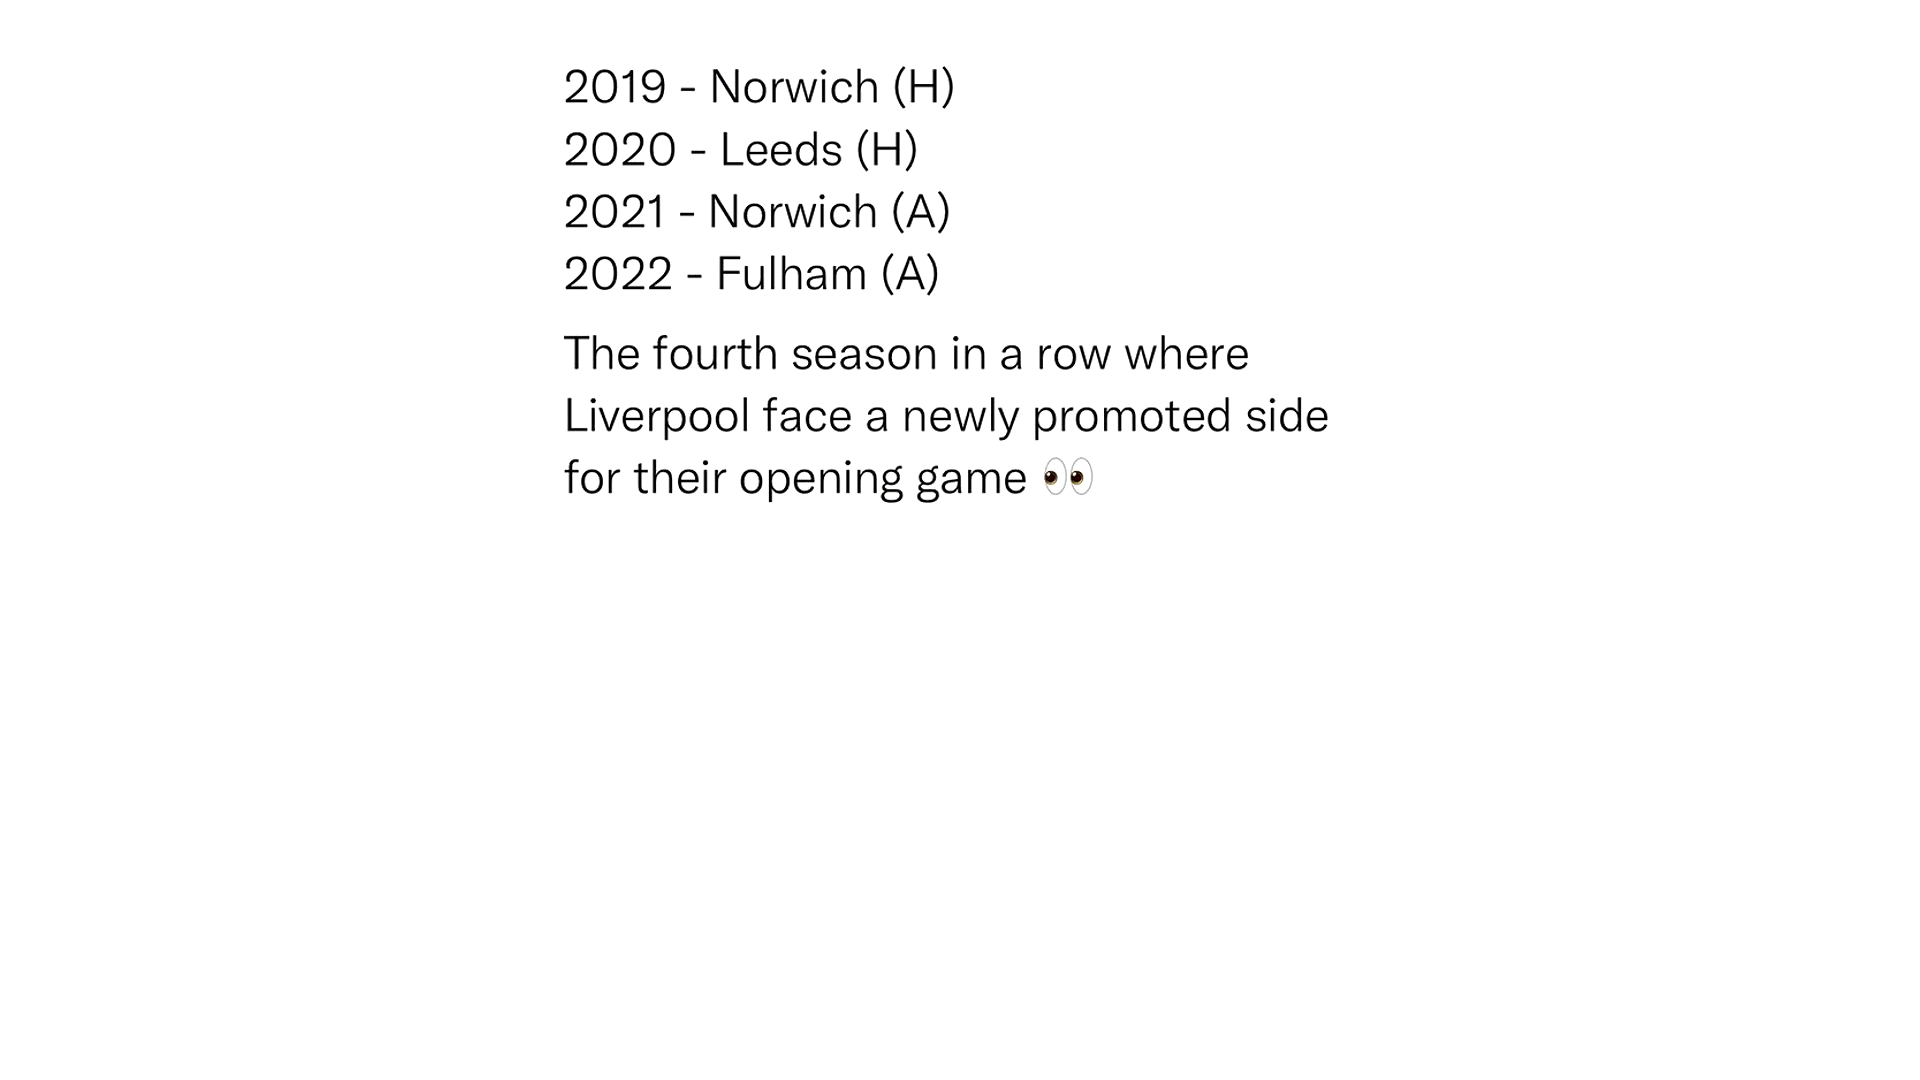 2019 - Norwich (H)
2020 - Leeds (H)
2021 - Norwich (A)
2022 - Fulham (A)
The fourth season in a row where
Liverpool face a newly promoted side
for their opening game 👀